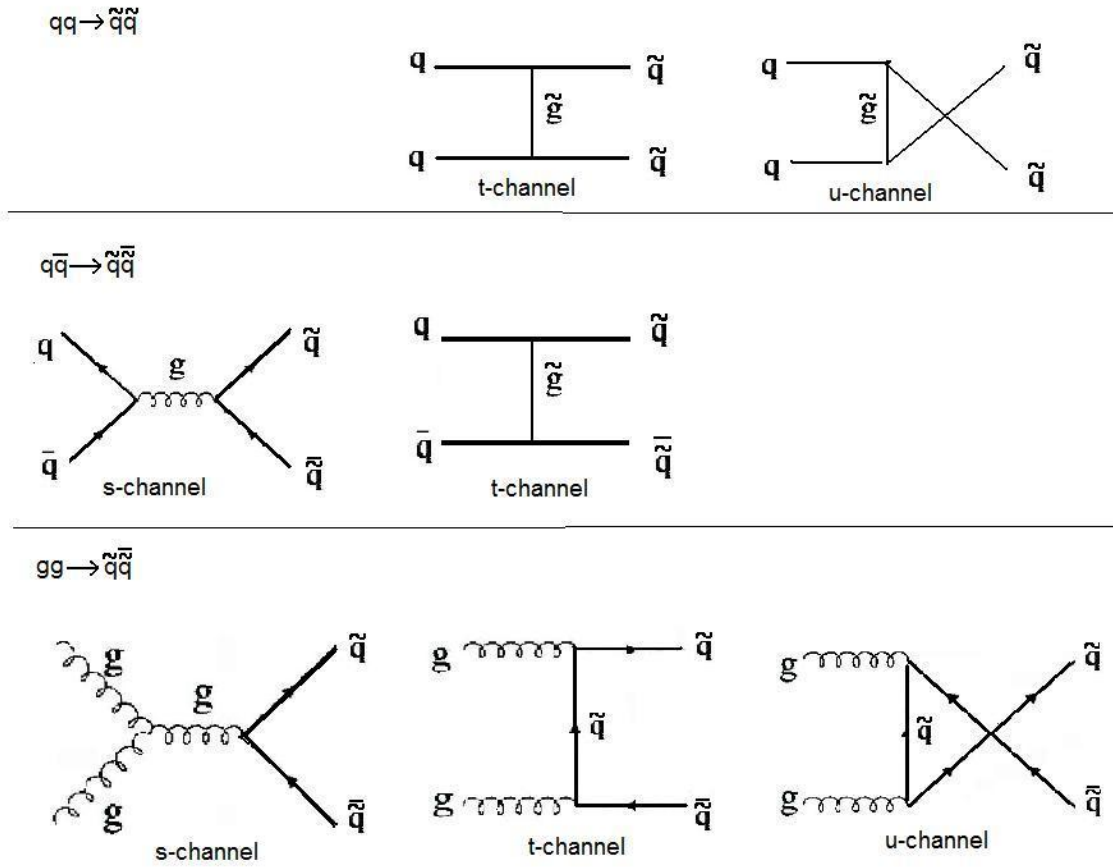 qq→q̃q̃
q q̃ q q̃
g̃ g̃
q q̃ q q̃
t-channel u-channel
qq̄→q̃q̃̄
q q̃ q q̃
g g̃
q̄ q̃̄ q̄ q̃̄
s-channel t-channel
gg→q̃q̃̄
g q̃ g q̃ g q̃
g q̃ q̃
g q̃̄ g q̃̄ g q̃̄
s-channel t-channel u-channel